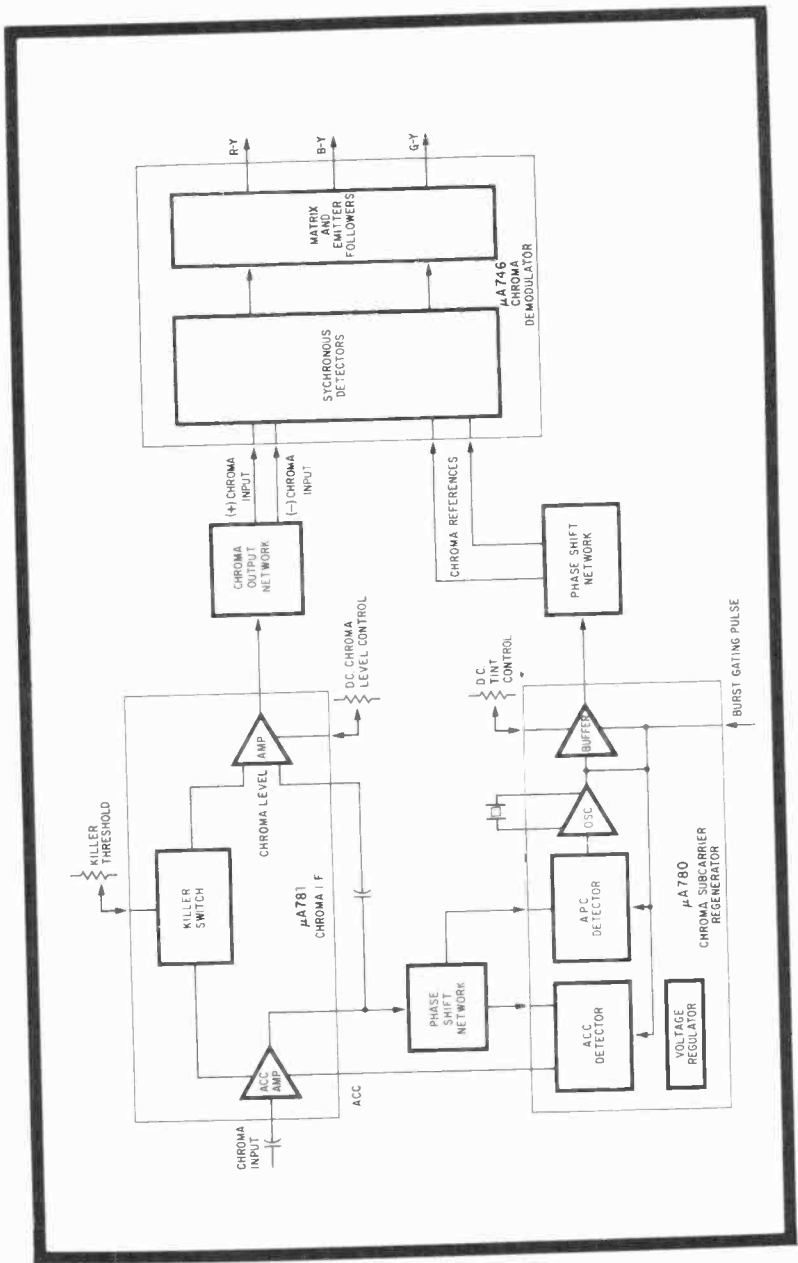 CHROMA
INPUT
ACC
AMP
ACC
KILLER
SWITCH
KILLER
THRESHOLD
μA781
CHROMA I F
CHROMA LEVEL
AMP
DC CHROMA
LEVEL CONTROL
CHROMA
OUTPUT
NETWORK
(+) CHROMA
INPUT
(−) CHROMA
INPUT
SYCHRONOUS
DETECTORS
MATRIX
AND
EMITTER
FOLLOWERS
R-Y
B-Y
G-Y
μA746
CHROMA
DEMODULATOR
PHASE
SHIFT
NETWORK
ACC
DETECTOR
APC
DETECTOR
VOLTAGE
REGULATOR
OSC
BUFFER
DC
TINT
CONTROL
μA780
CHROMA SUBCARRIER
REGENERATOR
BURST GATING PULSE
PHASE SHIFT
NETWORK
CHROMA REFERENCES